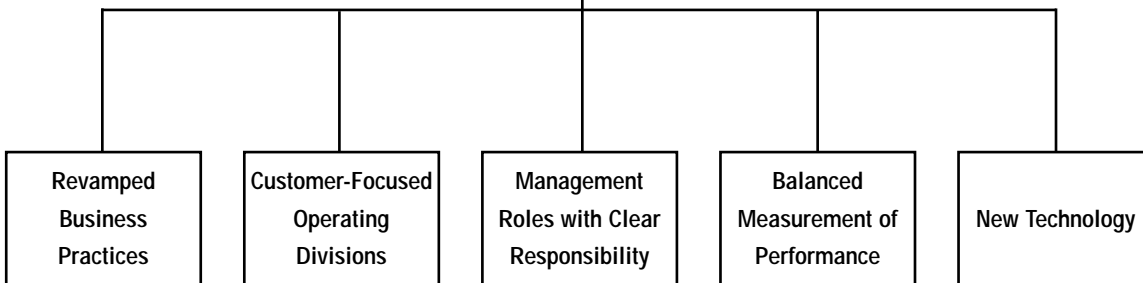 Revamped
Business
Practices
Customer-Focused
Operating
Divisions
Management
Roles with Clear
Responsibility
Balanced
Measurement of
Performance
New Technology